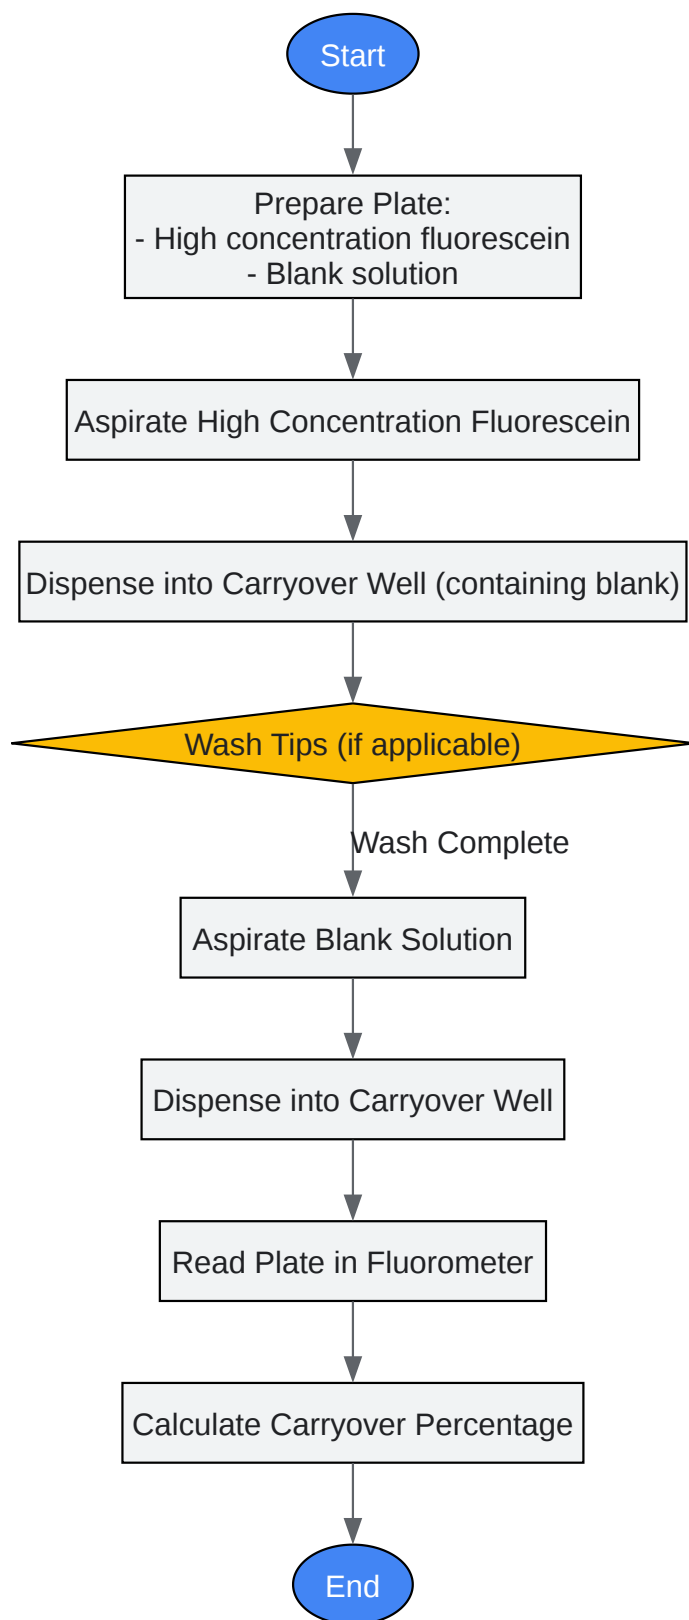 Start
Prepare Plate:
- High concentration fluorescein
- Blank solution
Aspirate High Concentration Fluorescein
Dispense into Carryover Well (containing blank)
Wash Tips (if applicable)
Wash Complete
Aspirate Blank Solution
Dispense into Carryover Well
Read Plate in Fluorometer
Calculate Carryover Percentage
End